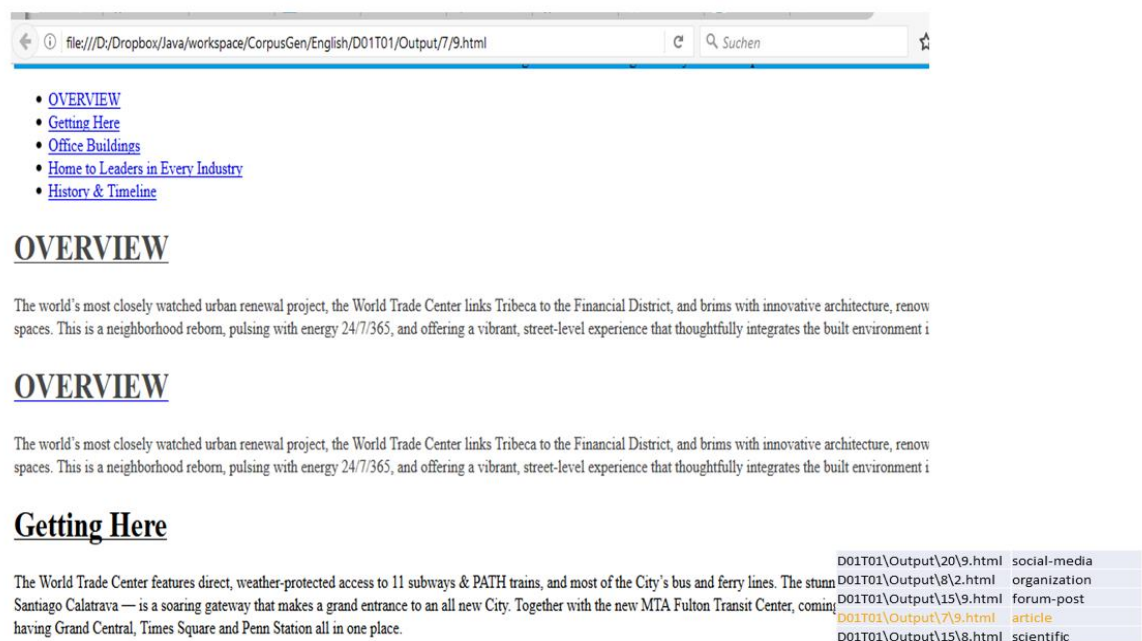 file:///D:/Dropbox/Java/workspace/CorpusGen/English/D01T01/Output/7/9.html
Suchen
OVERVIEW
Getting Here
Office Buildings
Home to Leaders in Every Industry
History & Timeline
OVERVIEW
The world’s most closely watched urban renewal project, the World Trade Center links Tribeca to the Financial District, and brims with innovative architecture, renow
spaces. This is a neighborhood reborn, pulsing with energy 24/7/365, and offering a vibrant, street-level experience that thoughtfully integrates the built environment i
OVERVIEW
The world’s most closely watched urban renewal project, the World Trade Center links Tribeca to the Financial District, and brims with innovative architecture, renow
spaces. This is a neighborhood reborn, pulsing with energy 24/7/365, and offering a vibrant, street-level experience that thoughtfully integrates the built environment i
Getting Here
The World Trade Center features direct, weather-protected access to 11 subways & PATH trains, and most of the City’s bus and ferry lines. The stunn
Santiago Calatrava — is a soaring gateway that makes a grand entrance to an all new City. Together with the new MTA Fulton Transit Center, coming
having Grand Central, Times Square and Penn Station all in one place.
D01T01\Output\20\9.html social-media
D01T01\Output\8\2.html organization
D01T01\Output\15\9.html forum-post
D01T01\Output\7\9.html article
D01T01\Output\15\8.html scientific